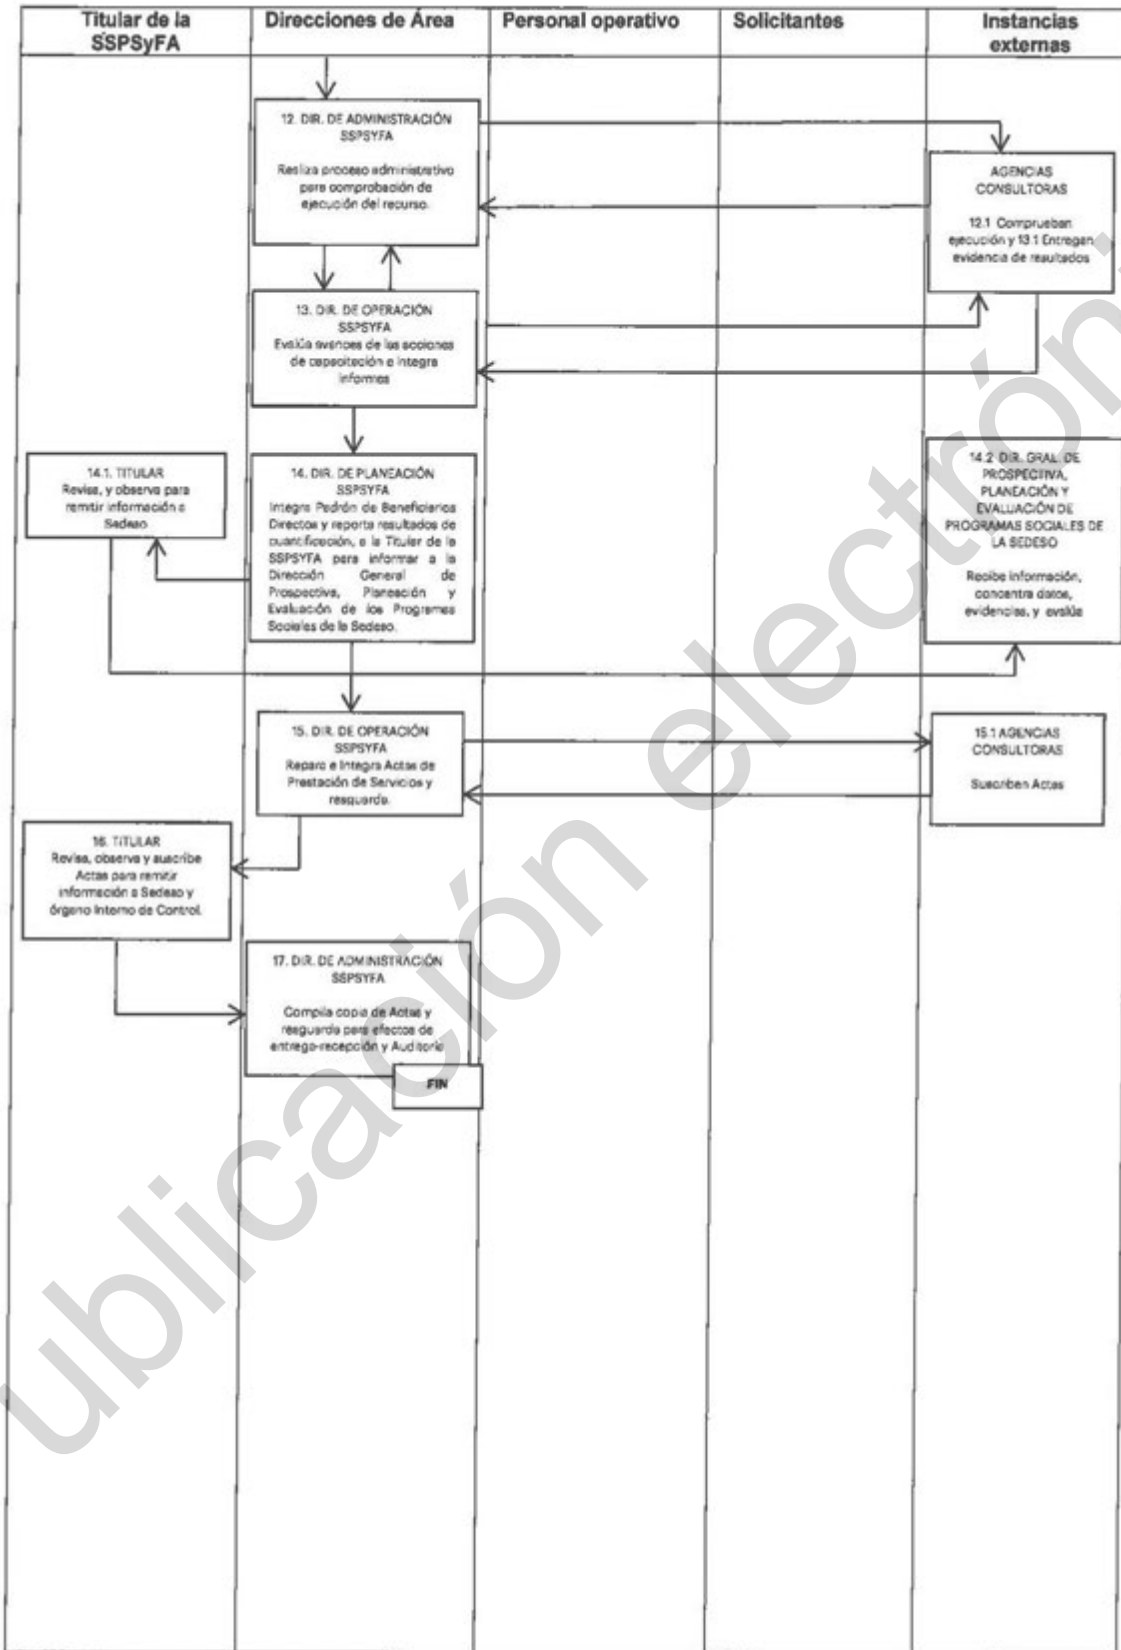 Titular de la
SSPSyFA
Direcciones de Área
Personal operativo
Solicitantes
Instancias
externas
12. DIR. DE ADMINISTRACIÓN
SSPSYFA
Realiza proceso administrativo
para comprobación de
ejecución del recurso.
AGENCIAS
CONSULTORAS
12.1 Comprueban
ejecución y 13.1 Entregan
evidencia de resultados
13. DIR. DE OPERACIÓN
SSPSYFA
Evalúa avances de las acciones
de capacitación e integra
informes
14.1. TITULAR
Revisa, y observa para
remitir información a
Sedeso
14. DIR. DE PLANEACIÓN
SSPSYFA
Integra Padrón de Beneficiarios
Directos y reporta resultados de
cuantificación, a la Titular de la
SSPSYFA para informar a la
Dirección General de
Prospectiva, Planeación y
Evaluación de los Programas
Sociales de la Sedeso.
14.2 DIR. GRAL. DE
PROSPECTIVA,
PLANEACIÓN Y
EVALUACIÓN DE
PROGRAMAS SOCIALES DE
LA SEDESO
Recibe información,
concentra datos,
evidencias, y evalúa
15. DIR. DE OPERACIÓN
SSPSYFA
Repara e Integra Actas de
Prestación de Servicios y
resguarda.
15.1 AGENCIAS
CONSULTORAS
Suscriben Actas
16. TITULAR
Revisa, observa y suscribe
Actas para remitir
información a Sedeso y
órgano Interno de Control.
17. DIR. DE ADMINISTRACIÓN
SSPSYFA
Compila copia de Actas y
resguarda para efectos de
entrega-recepción y Auditoría
FIN
ublicación electróni